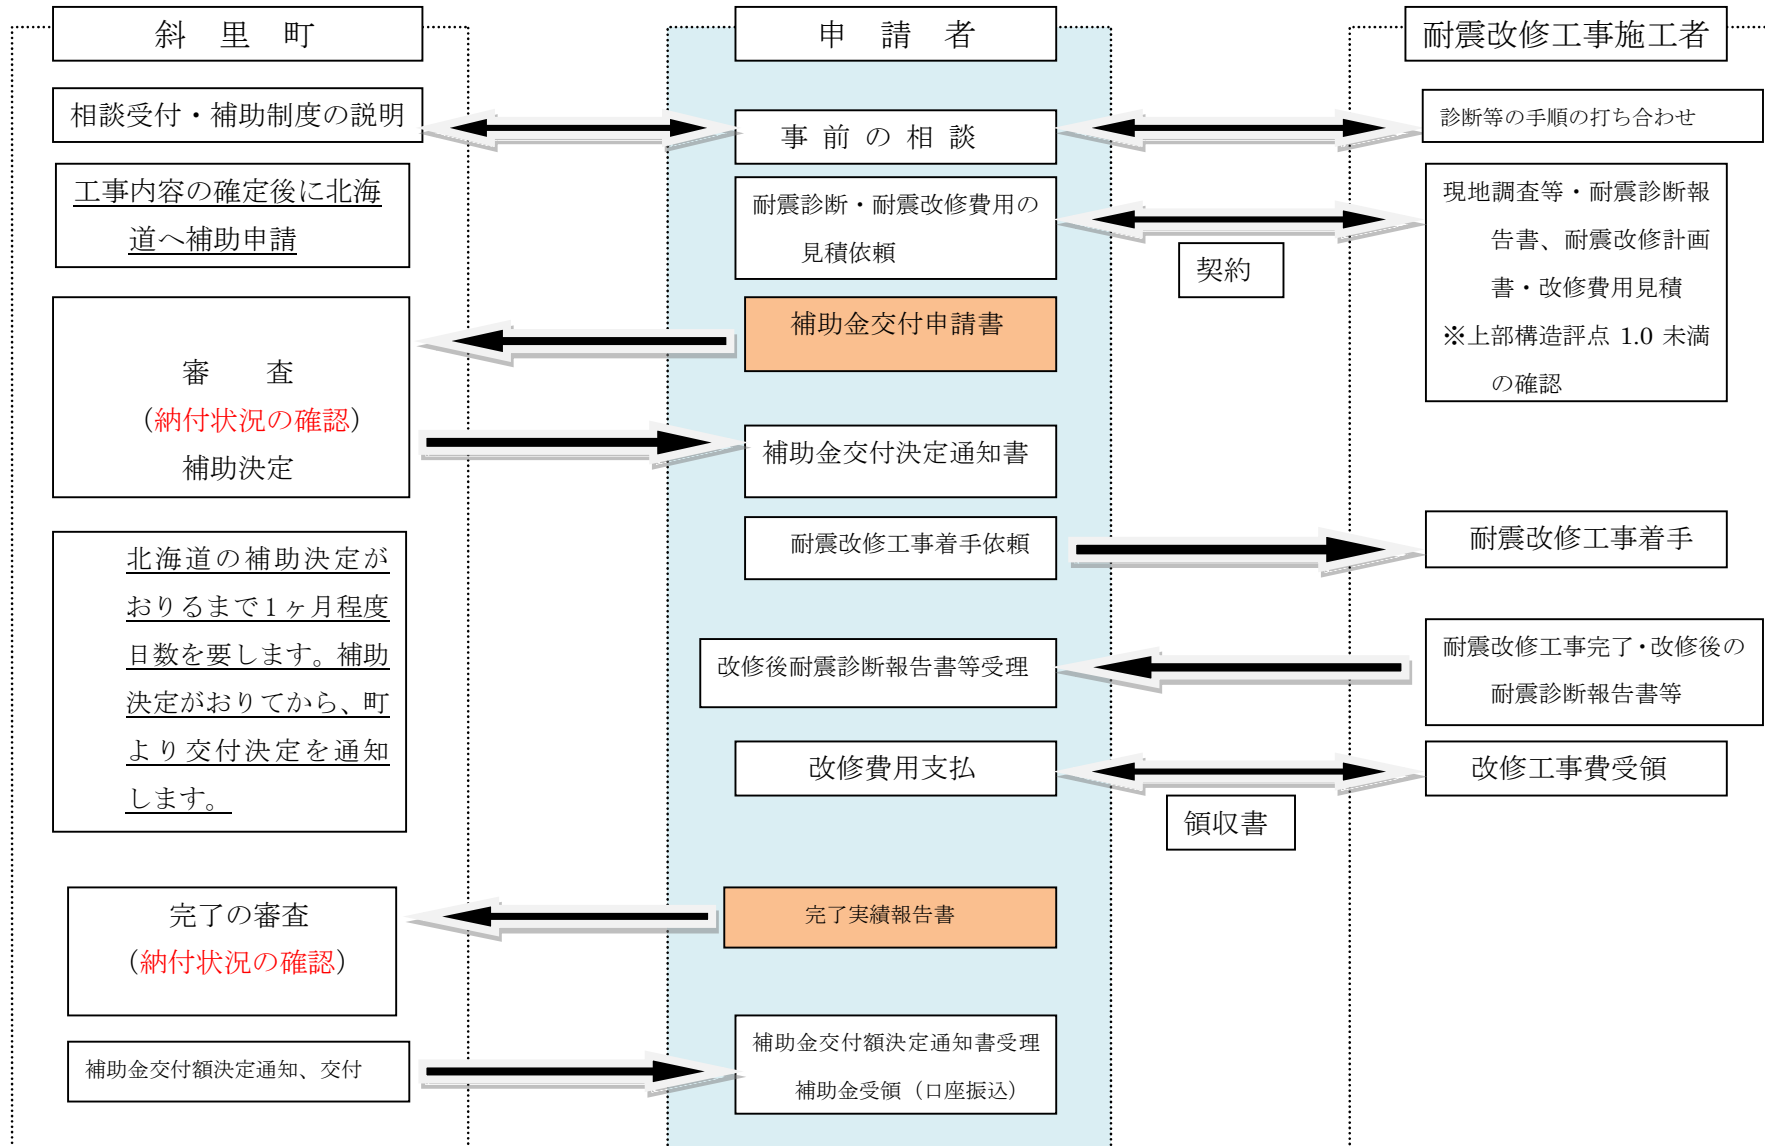 斜　里　町
申　請　者
耐震改修工事施工者
相談受付・補助制度の説明
事 前 の 相 談
診断等の手順の打ち合わせ
工事内容の確定後に北海
道へ補助申請
耐震診断・耐震改修費用の
見積依頼
契約
現地調査等・耐震診断報
告書、耐震改修計画
書・改修費用見積
※上部構造評点 1.0 未満
の確認
補助金交付申請書
審　　査
（納付状況の確認）
補助決定
補助金交付決定通知書
北海道の補助決定が
おりるまで1ヶ月程度
日数を要します。補助
決定がおりてから、町
より交付決定を通知
します。
耐震改修工事着手依頼
耐震改修工事着手
改修後耐震診断報告書等受理
耐震改修工事完了・改修後の
耐震診断報告書等
改修費用支払
改修工事費受領
領収書
完了の審査
（納付状況の確認）
完了実績報告書
補助金交付額決定通知、交付
補助金交付額決定通知書受理
補助金受領（口座振込）